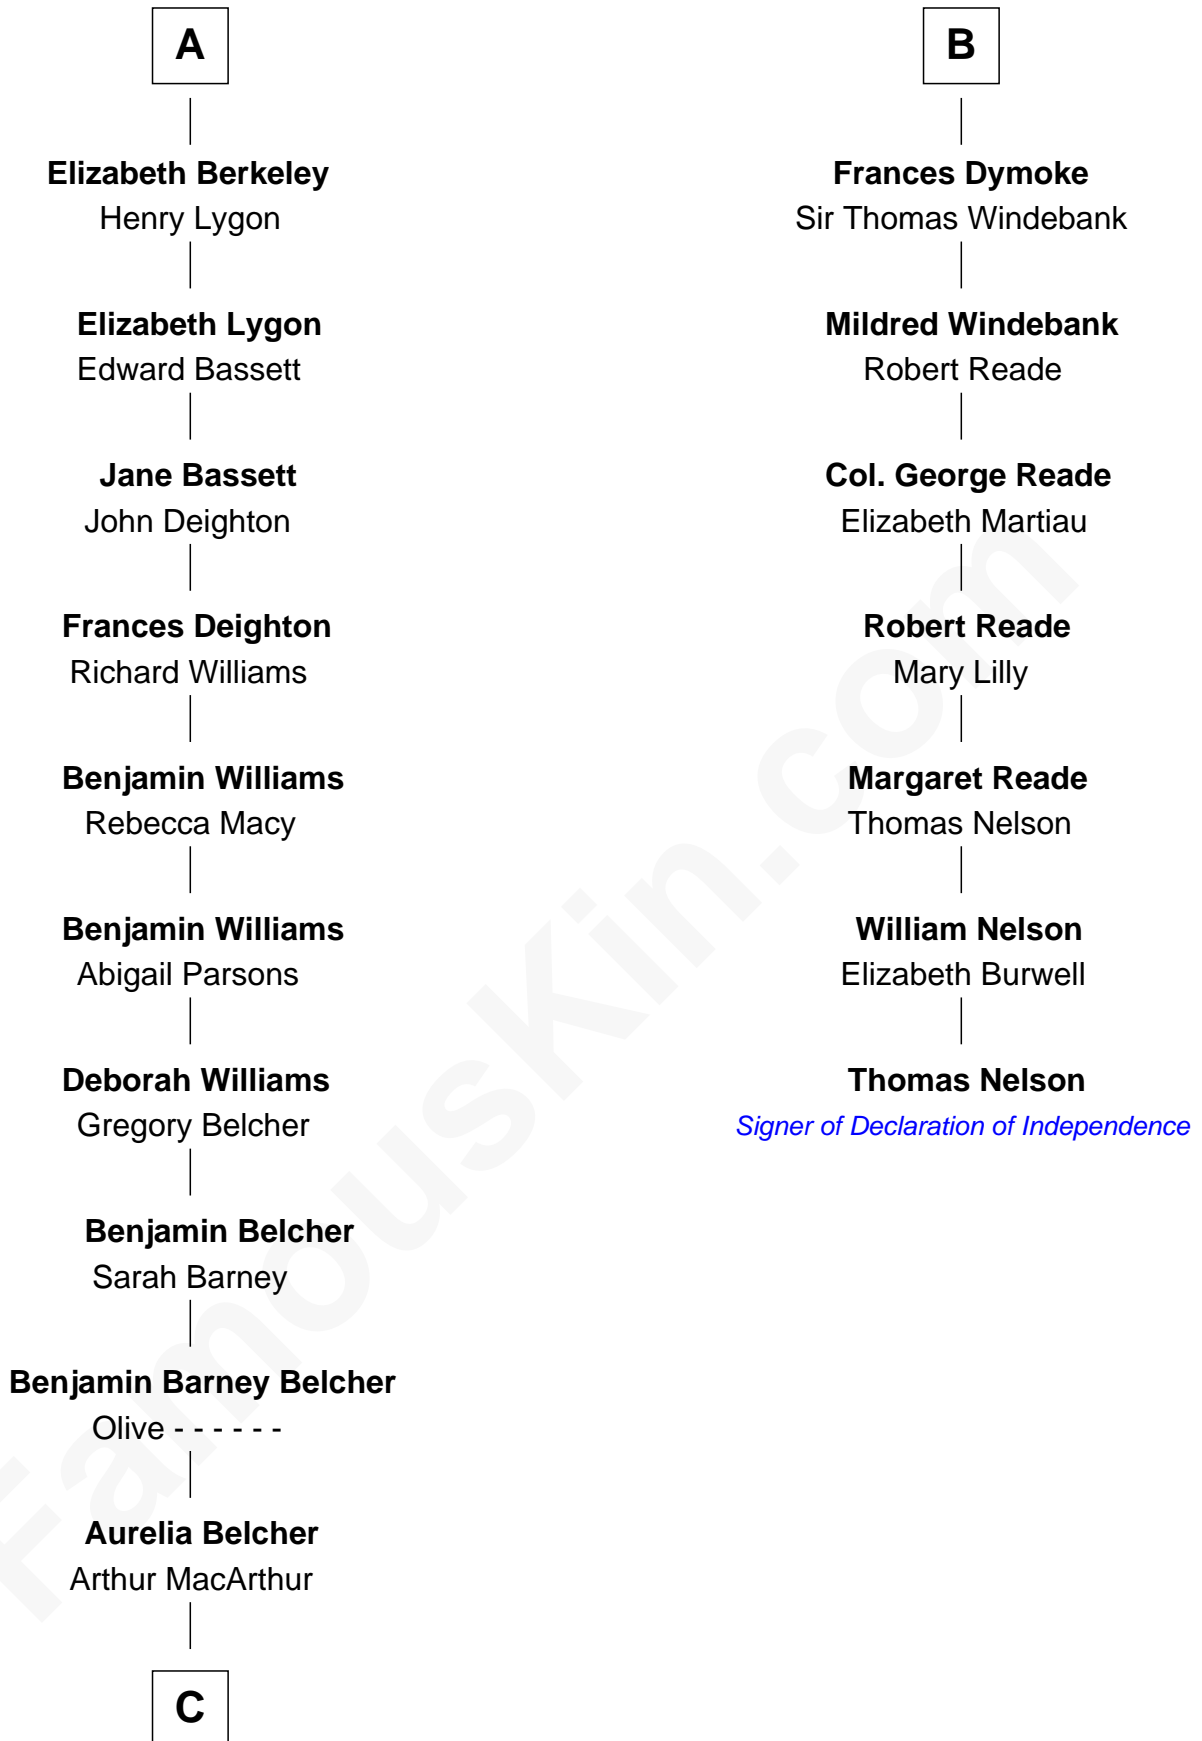 A
Elizabeth Berkeley
Henry Lygon
Elizabeth Lygon
Edward Bassett
Jane Bassett
John Deighton
Frances Deighton
Richard Williams
Benjamin Williams
Rebecca Macy
Benjamin Williams
Abigail Parsons
Deborah Williams
Gregory Belcher
Benjamin Belcher
Sarah Barney
Benjamin Barney Belcher
Olive - - - - - -
Aurelia Belcher
Arthur MacArthur
C
B
Frances Dymoke
Sir Thomas Windebank
Mildred Windebank
Robert Reade
Col. George Reade
Elizabeth Martiau
Robert Reade
Mary Lilly
Margaret Reade
Thomas Nelson
William Nelson
Elizabeth Burwell
Thomas Nelson
Signer of Declaration of Independence
FamousKin.com